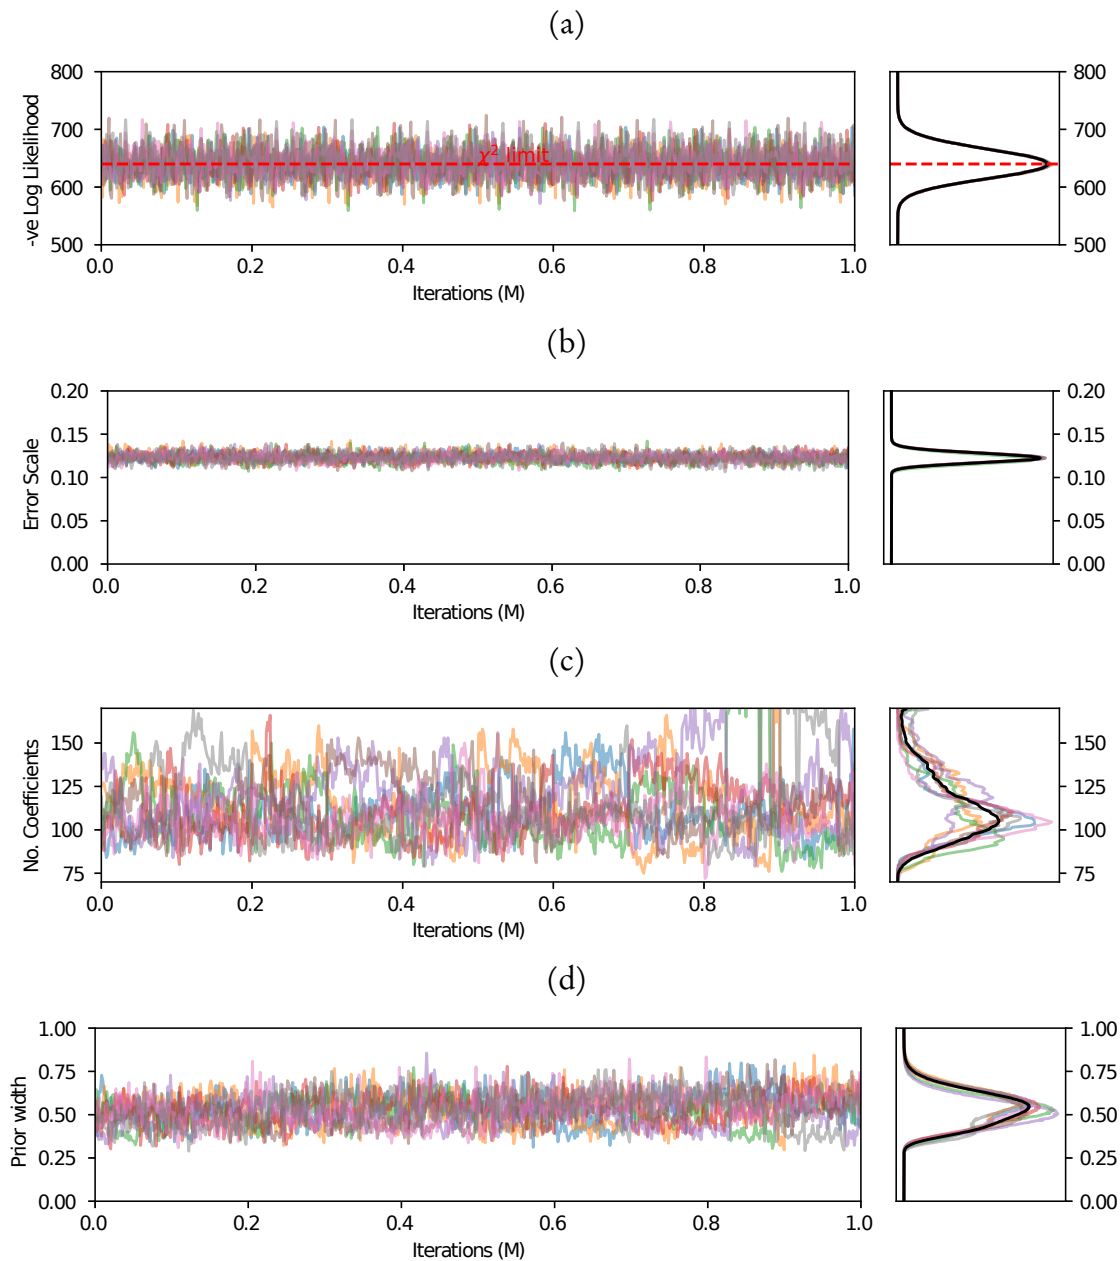 (a)
800
700
600
500
-ve Log Likelihood
χ² limit
0.0 0.2 0.4 0.6 0.8 1.0
Iterations (M)
800
700
600
500
(b)
0.20
0.15
0.10
0.05
0.00
Error Scale
0.0 0.2 0.4 0.6 0.8 1.0
Iterations (M)
0.20
0.15
0.10
0.05
0.00
(c)
150
125
100
75
No. Coefficients
0.0 0.2 0.4 0.6 0.8 1.0
Iterations (M)
150
125
100
75
(d)
1.00
0.75
0.50
0.25
0.00
Prior width
0.0 0.2 0.4 0.6 0.8 1.0
Iterations (M)
1.00
0.75
0.50
0.25
0.00